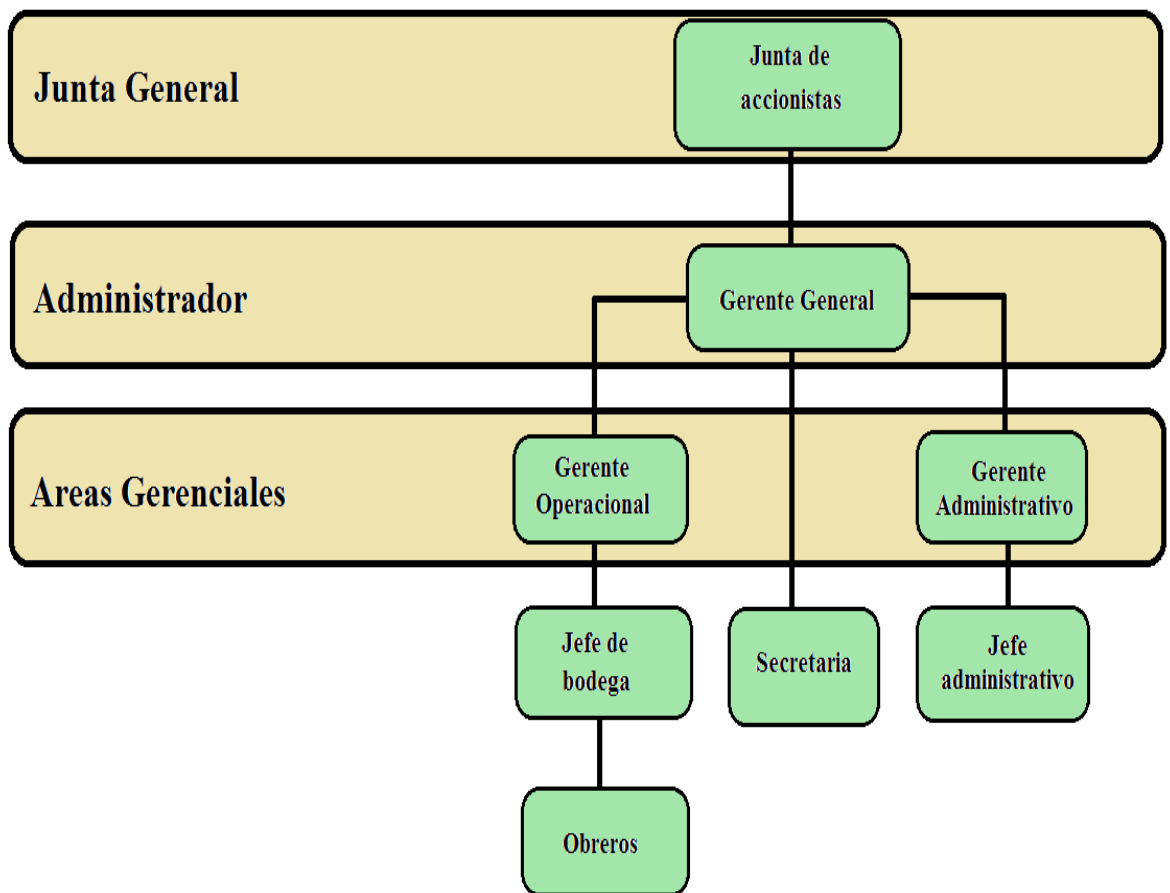 Junta General
Junta de
accionistas
Administrador
Gerente General
Areas Gerenciales
Gerente
Operacional
Gerente
Administrativo
Jefe de
bodega
Secretaria
Jefe
administrativo
Obreros